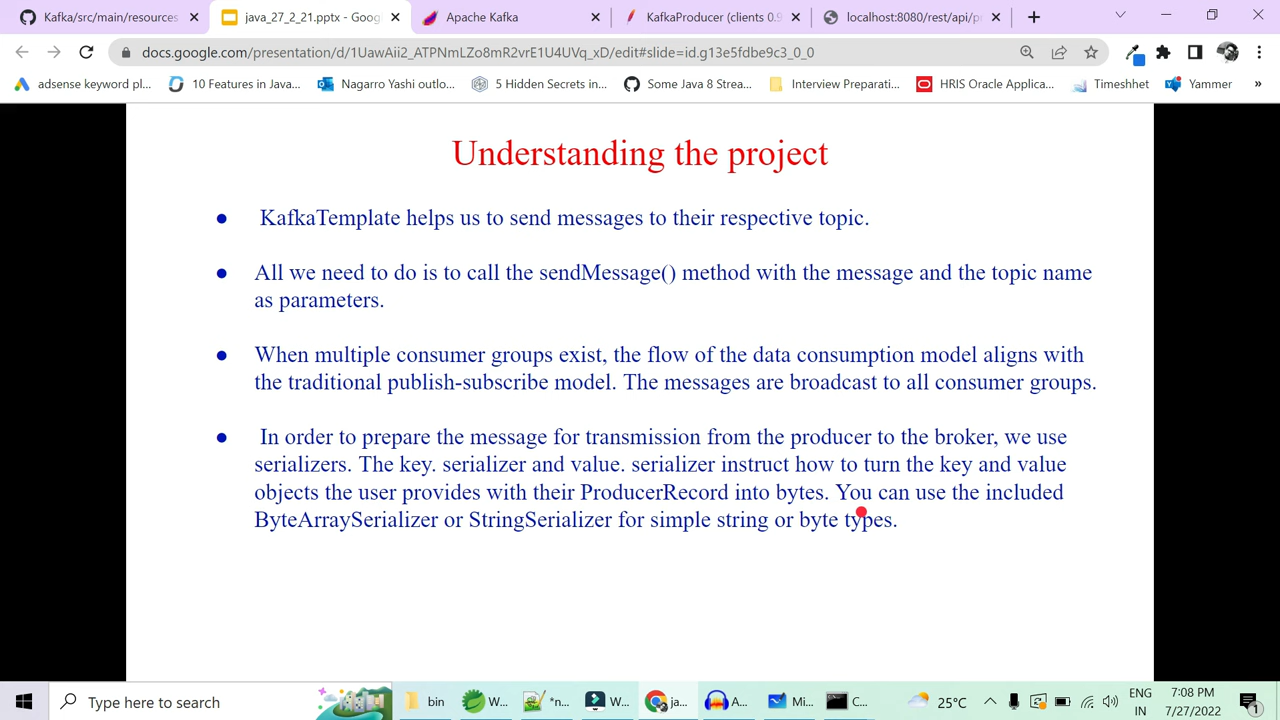 Kafka/src/main/resources
java_27_2_21.pptx - Goog
Apache Kafka
KafkaProducer (clients 0.9
localhost:8080/rest/api/pr
docs.google.com/presentation/d/1UawAii2_ATPNmLZo8mR2vrE1U4UVq_xD/edit#slide=id.g13e5fdbe9c3_0_0
adsense keyword pl...
10 Features in Java...
Nagarro Yashi outlo...
5 Hidden Secrets in...
Some Java 8 Strea...
Interview Preparati...
HRIS Oracle Applica...
Timeshhet
Yammer
»
Understanding the project
● KafkaTemplate helps us to send messages to their respective topic.
● All we need to do is to call the sendMessage() method with the message and the topic name
as parameters.
● When multiple consumer groups exist, the flow of the data consumption model aligns with
the traditional publish-subscribe model. The messages are broadcast to all consumer groups.
● In order to prepare the message for transmission from the producer to the broker, we use
serializers. The key. serializer and value. serializer instruct how to turn the key and value
objects the user provides with their ProducerRecord into bytes. You can use the included
ByteArraySerializer or StringSerializer for simple string or byte types.
Type here to search
bin
W...
*n...
W...
ja...
A...
Mi...
C...
25°C
ENG
IN
7:08 PM
7/27/2022
1